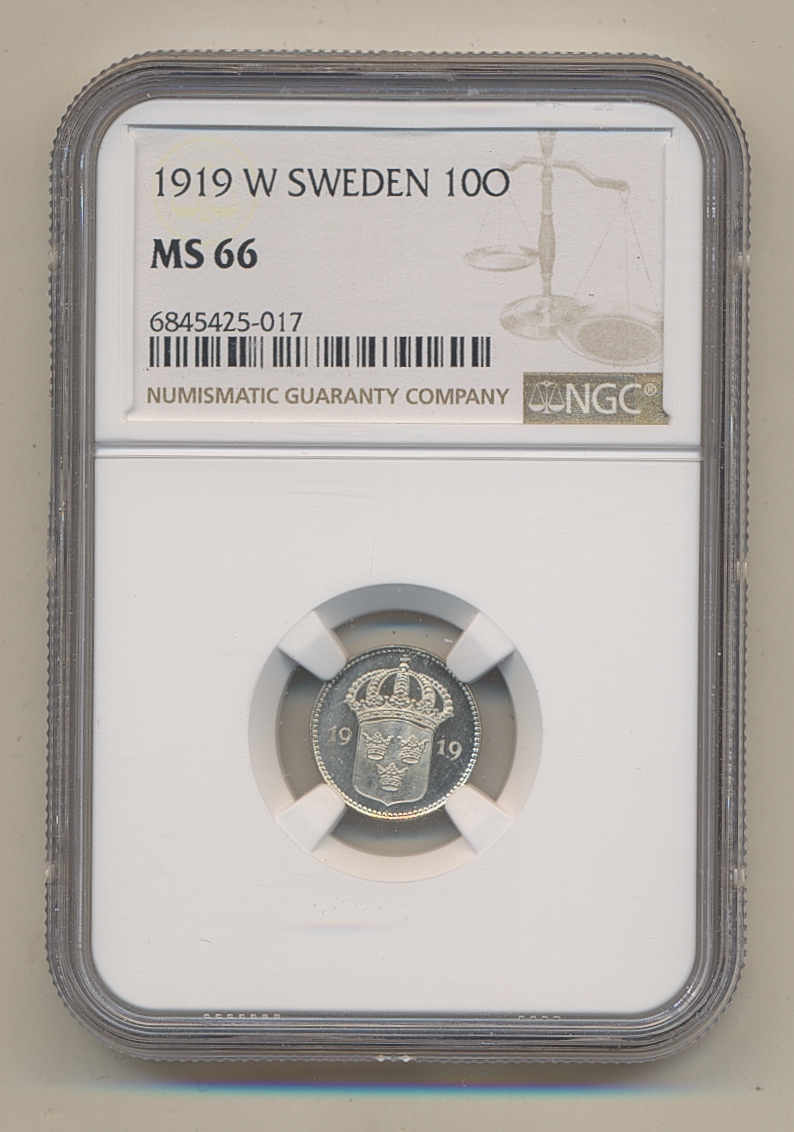 1919 W SWEDEN 10O
MS 66
6845425-017
NUMISMATIC GUARANTY COMPANY
NGC®
19 19